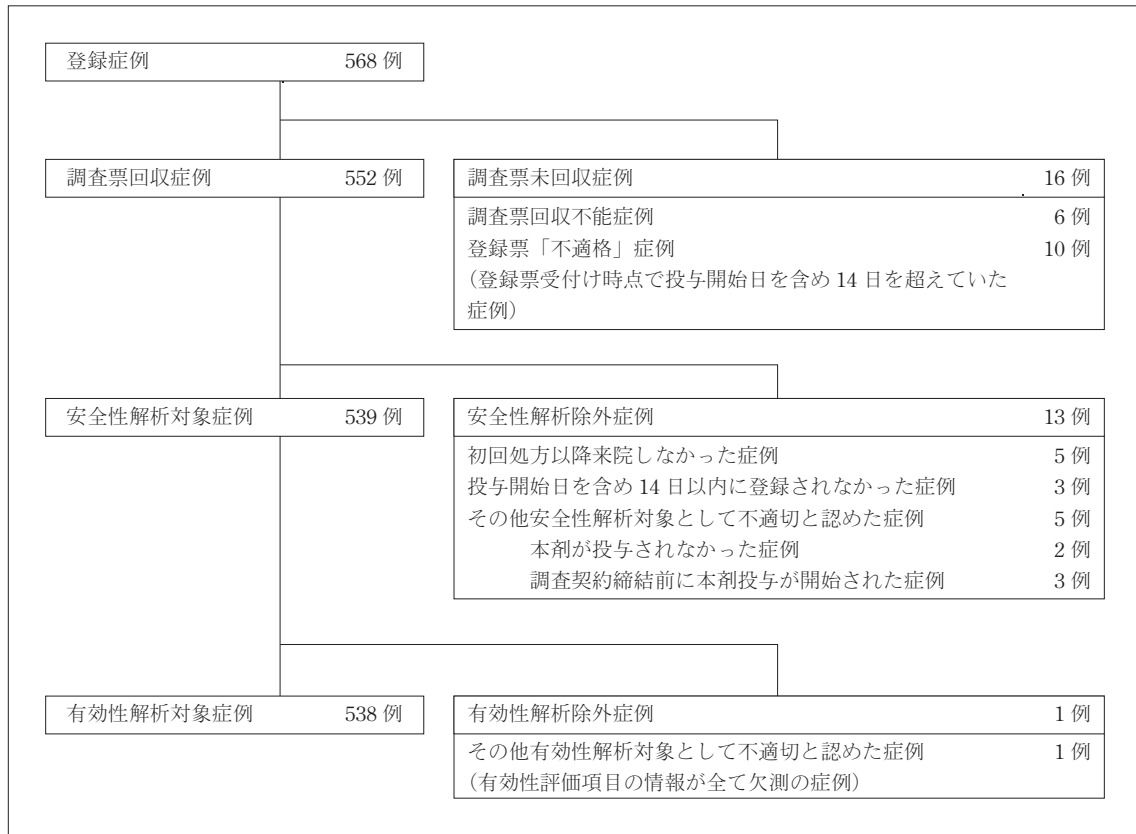 登録症例 568 例
調査票回収症例 552 例
調査票未回収症例 16 例
調査票回収不能症例 6 例
登録票「不適格」症例 10 例
(登録票受付け時点で投与開始日を含め 14 日を超えていた
症例)
安全性解析対象症例 539 例
安全性解析除外症例 13 例
初回処方以降来院しなかった症例 5 例
投与開始日を含め 14 日以内に登録されなかった症例 3 例
その他安全性解析対象として不適切と認めた症例 5 例
本剤が投与されなかった症例 2 例
調査契約締結前に本剤投与が開始された症例 3 例
有効性解析対象症例 538 例
有効性解析除外症例 1 例
その他有効性解析対象として不適切と認めた症例 1 例
(有効性評価項目の情報が全て欠測の症例)